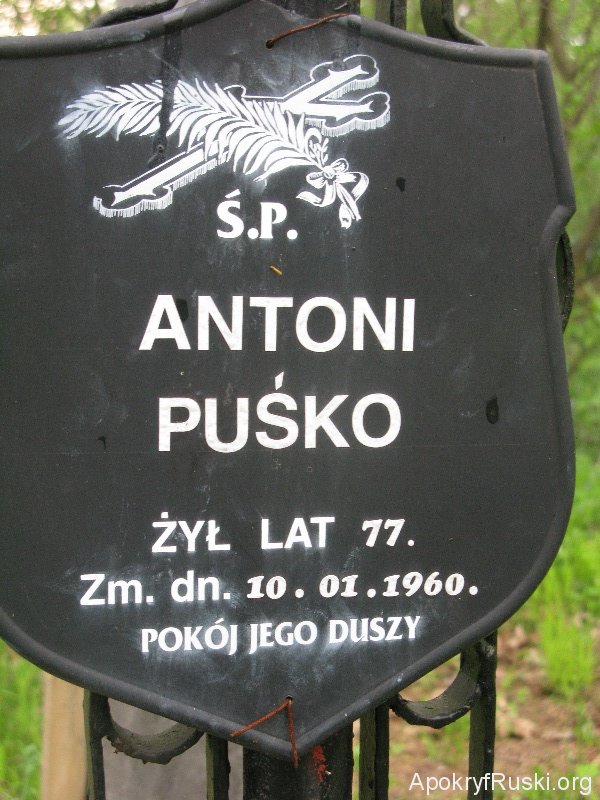 Ś.P.
ANTONI
PUŚKO
ŻYŁ LAT 77.
Zm. dn. 10.01.1960.
POKÓJ JEGO DUSZY
ApokryfRuski.org